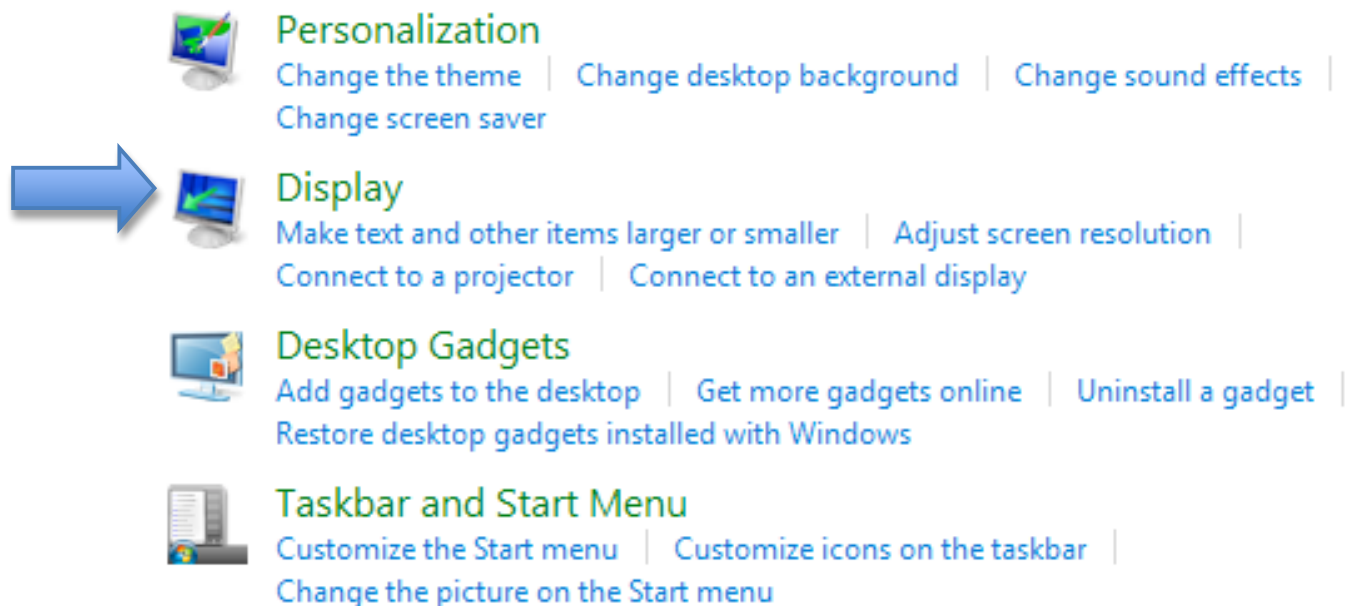 Personalization
Change the theme | Change desktop background | Change sound effects |
Change screen saver
Display
Make text and other items larger or smaller | Adjust screen resolution |
Connect to a projector | Connect to an external display
Desktop Gadgets
Add gadgets to the desktop | Get more gadgets online | Uninstall a gadget |
Restore desktop gadgets installed with Windows
Taskbar and Start Menu
Customize the Start menu | Customize icons on the taskbar |
Change the picture on the Start menu